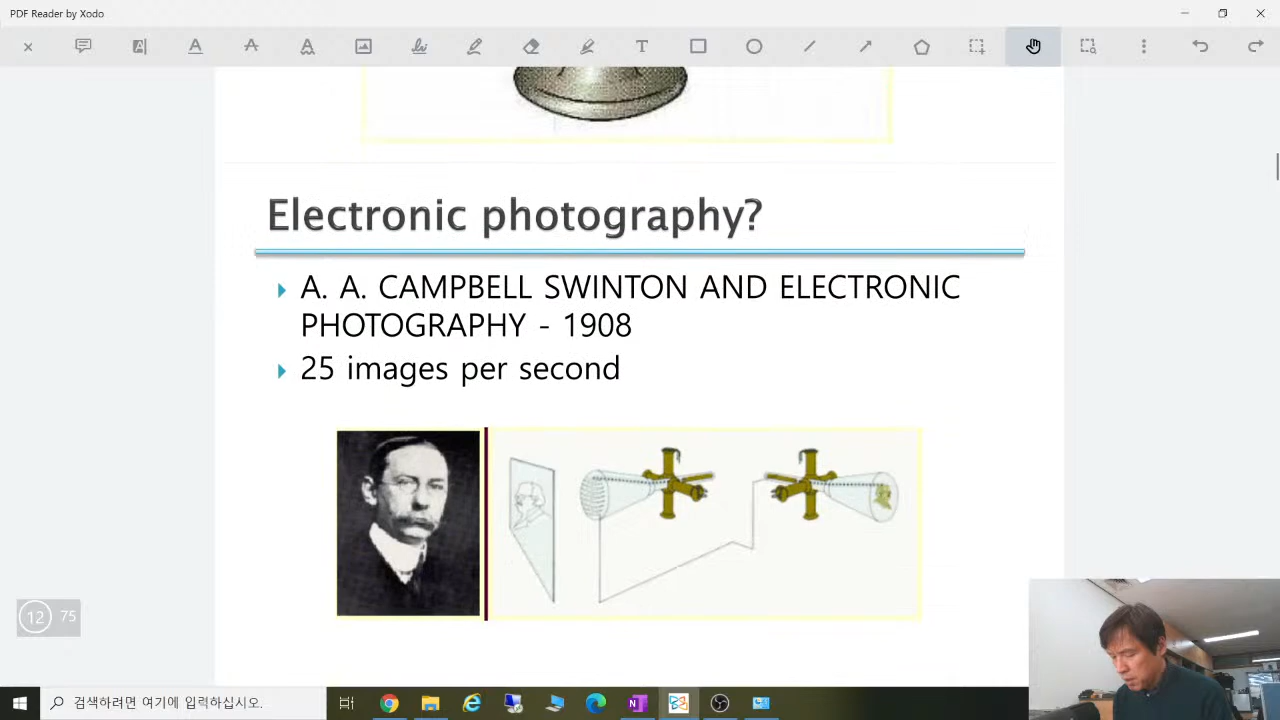 PDF Reader by Xodo
T
Electronic photography?
A. A. CAMPBELL SWINTON AND ELECTRONIC
PHOTOGRAPHY - 1908
25 images per second
12 75
검색하려면 여기에 입력하십시오.